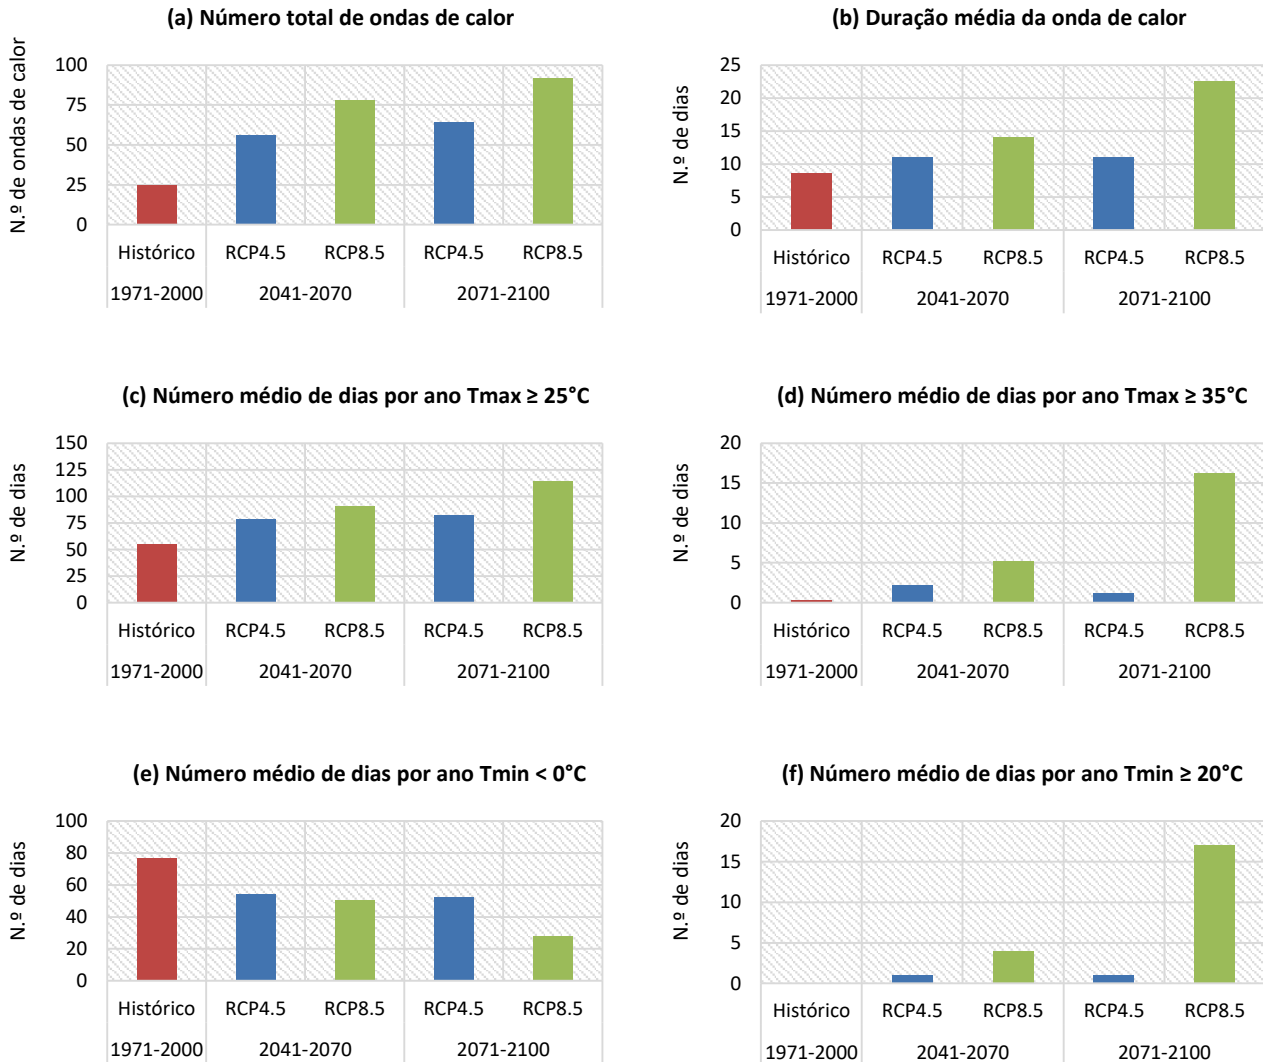 (a) Número total de ondas de calor
N.º de ondas de calor
100
75
50
25
0
Histórico RCP4.5 RCP8.5 RCP4.5 RCP8.5
1971-2000 2041-2070 2071-2100
(b) Duração média da onda de calor
N.º de dias
25
20
15
10
5
0
Histórico RCP4.5 RCP8.5 RCP4.5 RCP8.5
1971-2000 2041-2070 2071-2100
(c) Número médio de dias por ano Tmax ≥ 25°C
N.º de dias
150
125
100
75
50
25
0
Histórico RCP4.5 RCP8.5 RCP4.5 RCP8.5
1971-2000 2041-2070 2071-2100
(d) Número médio de dias por ano Tmax ≥ 35°C
N.º de dias
20
15
10
5
0
Histórico RCP4.5 RCP8.5 RCP4.5 RCP8.5
1971-2000 2041-2070 2071-2100
(e) Número médio de dias por ano Tmin < 0°C
N.º de dias
100
80
60
40
20
0
Histórico RCP4.5 RCP8.5 RCP4.5 RCP8.5
1971-2000 2041-2070 2071-2100
(f) Número médio de dias por ano Tmin ≥ 20°C
N.º de dias
20
15
10
5
0
Histórico RCP4.5 RCP8.5 RCP4.5 RCP8.5
1971-2000 2041-2070 2071-2100